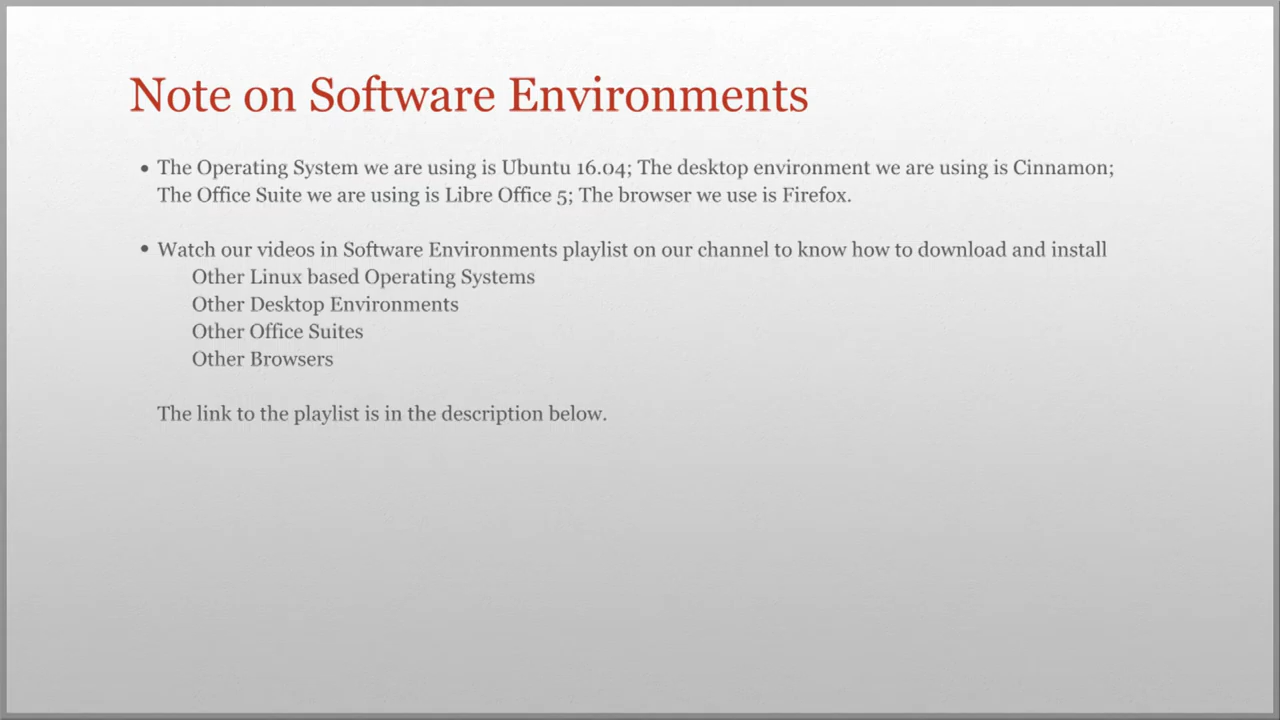 Note on Software Environments
• The Operating System we are using is Ubuntu 16.04; The desktop environment we are using is Cinnamon;
The Office Suite we are using is Libre Office 5; The browser we use is Firefox.
• Watch our videos in Software Environments playlist on our channel to know how to download and install
Other Linux based Operating Systems
Other Desktop Environments
Other Office Suites
Other Browsers
The link to the playlist is in the description below.